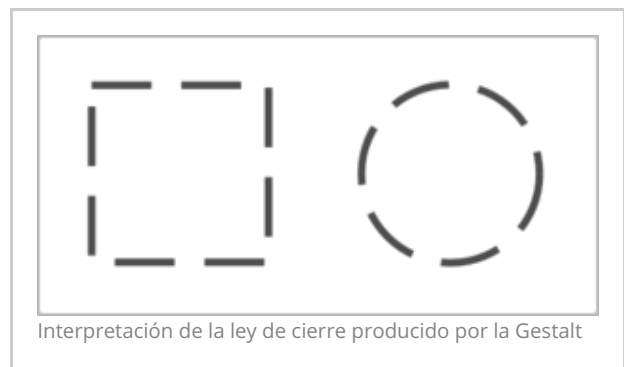 Interpretación de la ley de cierre producido por la Gestalt